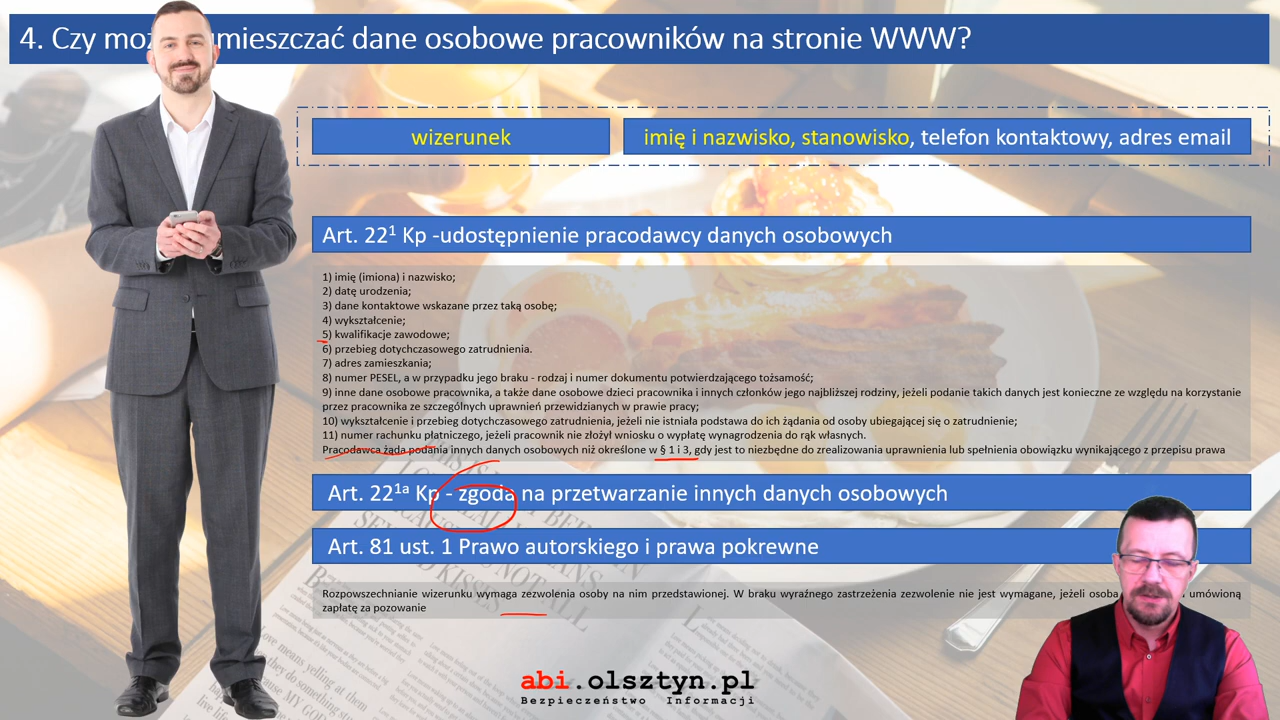 4. Czy moż umieszczać dane osobowe pracowników na stronie WWW?
wizerunek
imię i nazwisko, stanowisko, telefon kontaktowy, adres email
Art. 22¹ Kp -udostępnienie pracodawcy danych osobowych
1) imię (imiona) i nazwisko;
2) datę urodzenia;
3) dane kontaktowe wskazane przez taką osobę;
4) wykształcenie;
5) kwalifikacje zawodowe;
6) przebieg dotychczasowego zatrudnienia.
7) adres zamieszkania;
8) numer PESEL, a w przypadku jego braku - rodzaj i numer dokumentu potwierdzającego tożsamość;
9) inne dane osobowe pracownika, a także dane osobowe dzieci pracownika i innych członków jego najbliższej rodziny, jeżeli podanie takich danych jest konieczne ze względu na korzystanie
przez pracownika ze szczególnych uprawnień przewidzianych w prawie pracy;
10) wykształcenie i przebieg dotychczasowego zatrudnienia, jeżeli nie istniała podstawa do ich żądania od osoby ubiegającej się o zatrudnienie;
11) numer rachunku płatniczego, jeżeli pracownik nie złożył wniosku o wypłatę wynagrodzenia do rąk własnych.
Pracodawca żąda podania innych danych osobowych niż określone w § 1 i 3, gdy jest to niezbędne do zrealizowania uprawnienia lub spełnienia obowiązku wynikającego z przepisu prawa
Art. 22¹ᵃ Kp - zgoda na przetwarzanie innych danych osobowych
Art. 81 ust. 1 Prawo autorskiego i prawa pokrewne
Rozpowszechnianie wizerunku wymaga zezwolenia osoby na nim przedstawionej. W braku wyraźnego zastrzeżenia zezwolenie nie jest wymagane, jeżeli osoba umówioną
zapłatę za pozowanie
abi.olsztyn.pl
Bezpieczeństwo Informacji